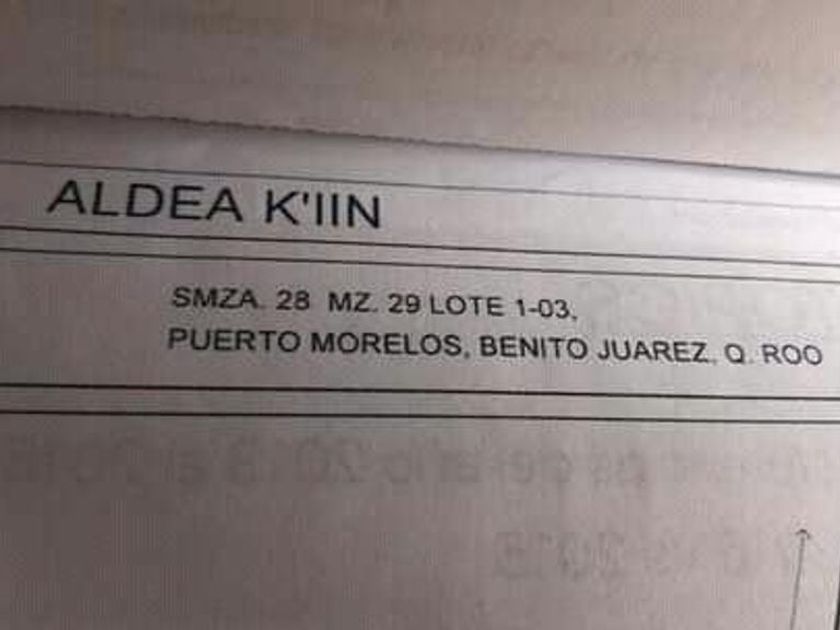 ALDEA K'IIN
SMZA. 28 MZ. 29 LOTE 1-03,
PUERTO MORELOS, BENITO JUAREZ, Q. ROO